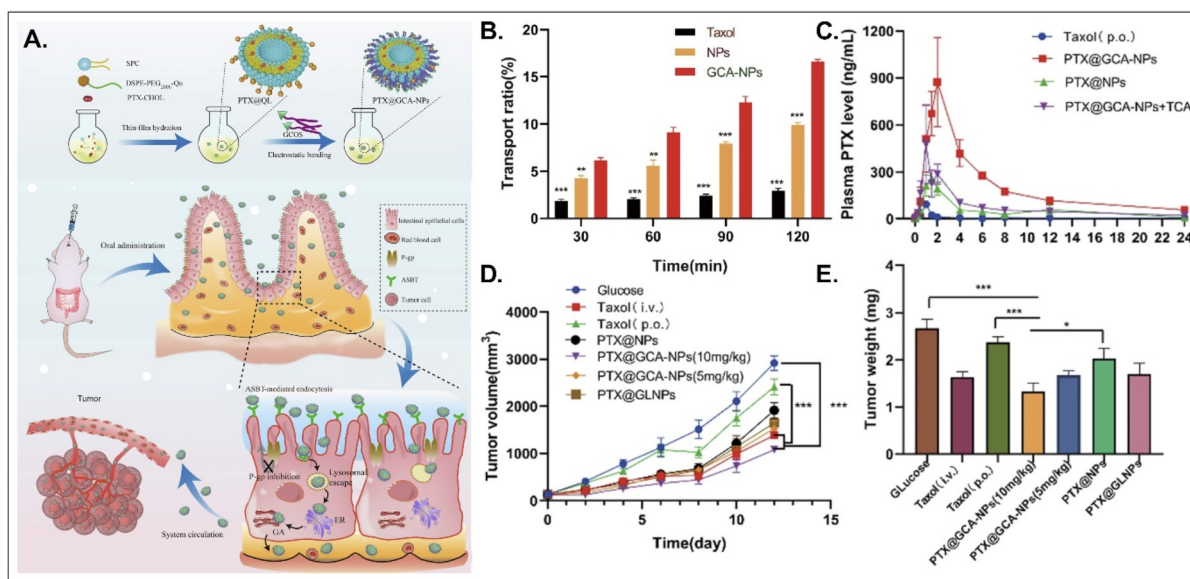 A.
SPC
DSPE-PEG2000-Qu
PTX-CHOL
Thin-film hydration
PTX@QL
GCOS
Electrostatic bonding
PTX@GCA-NPs
Oral administration
Intestinal epithelial cells
Red blood cell
P-gp
ASBT
Tumor cell
Tumor
System circulation
ASBT-mediated endocytosis
P-gp inhibition
Lysosomal
escape
ER
GA
B.
Taxol
NPs
GCA-NPs
Transport ratio(%)
20
15
10
5
0
***
**
***
**
***
***
***
***
30
60
90
120
Time(min)
C.
Taxol( p.o.)
PTX@GCA-NPs
PTX@NPs
PTX@GCA-NPs+TCA
Plasma PTX level (ng/mL)
1200
900
600
300
0
0 2 4 6 8 10 12 14 16 18 20 22 24
D.
Glucose
Taxol( i.v.)
Taxol( p.o.)
PTX@NPs
PTX@GCA-NPs(10mg/kg)
PTX@GCA-NPs(5mg/kg)
PTX@GLNPs
Tumor volume(mm3)
4000
3000
2000
1000
0
*** ***
0 5 10 15
Time(day)
E.
Tumor weight (mg)
4
3
2
1
0
***
***
*
GLucose
Taxol( i.v.)
Taxol( p.o.)
PTX@GCA-NPs(10mg/kg)
PTX@GCA-NPs(5mg/kg)
PTX@NPs
PTX@GLNPs